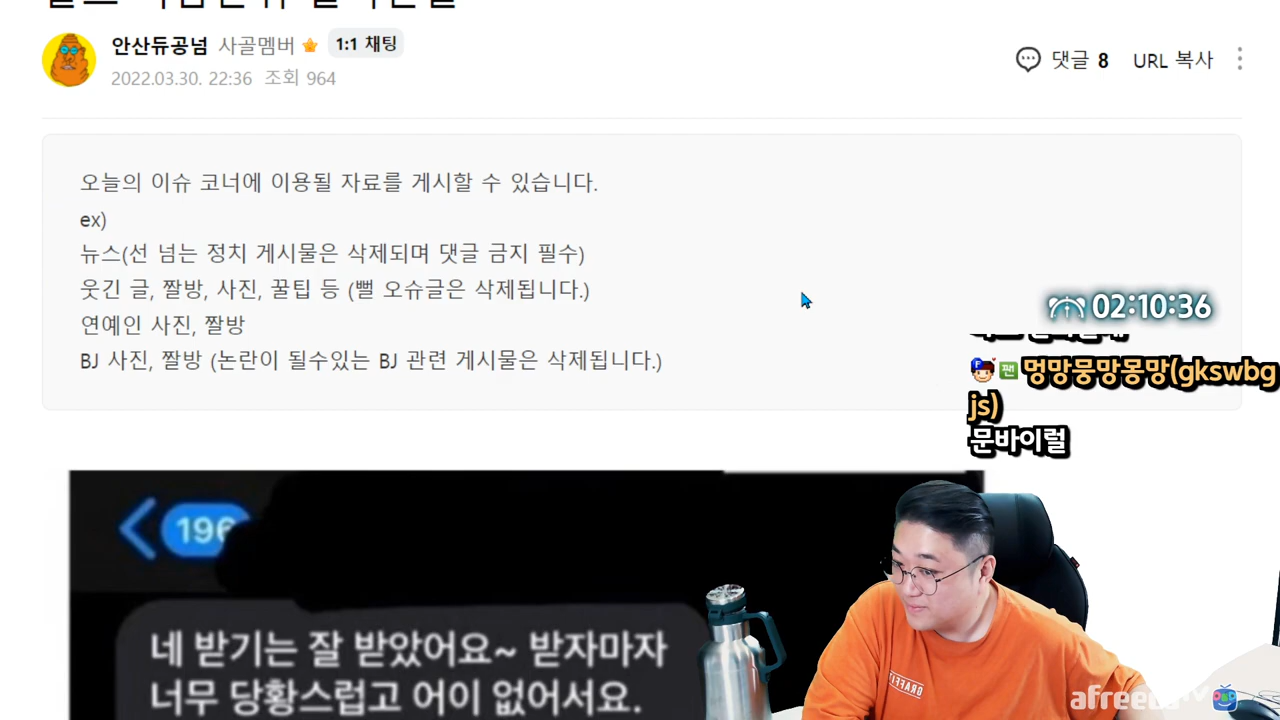 안산듀공넘 사골멤버 1:1 채팅
2022.03.30. 22:36 조회 964
댓글 8 URL 복사
오늘의 이슈 코너에 이용될 자료를 게시할 수 있습니다.
ex)
뉴스(선 넘는 정치 게시물은 삭제되며 댓글 금지 필수)
웃긴 글, 짤방, 사진, 꿀팁 등 (뻘 오슈글은 삭제됩니다.)
연예인 사진, 짤방
BJ 사진, 짤방 (논란이 될수있는 BJ 관련 게시물은 삭제됩니다.)
02:10:36
팬 멍망뭉망몽망(gkswbg
js)
문바이럴
196
네 받기는 잘 받았어요~ 받자마자
너무 당황스럽고 어이 없어서요.
GRAFFI